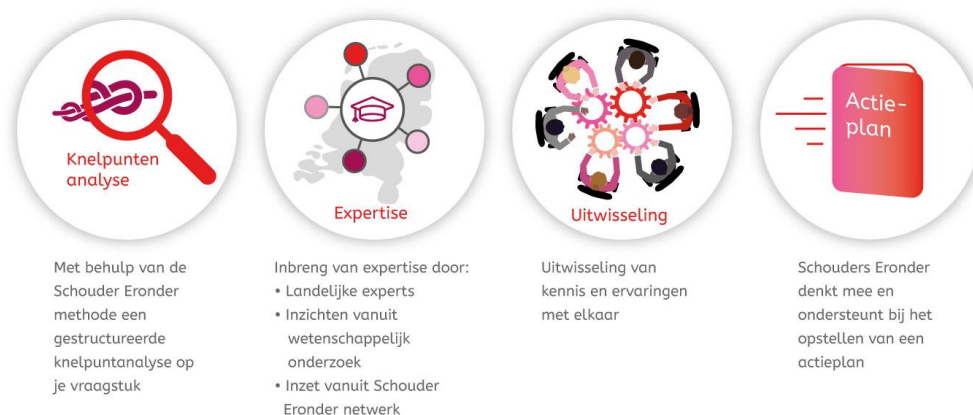 Knelpunten
analyse
Met behulp van de
Schouder Eronder
methode een
gestructureerde
knelpuntanalyse op
je vraagstuk
Expertise
Inbreng van expertise door:
• Landelijke experts
• Inzichten vanuit
wetenschappelijk
onderzoek
• Inzet vanuit Schouder
Eronder netwerk
Uitwisseling
Uitwisseling van
kennis en ervaringen
met elkaar
Actie-
plan
Schouders Eronder
denkt mee en
ondersteunt bij het
opstellen van een
actieplan